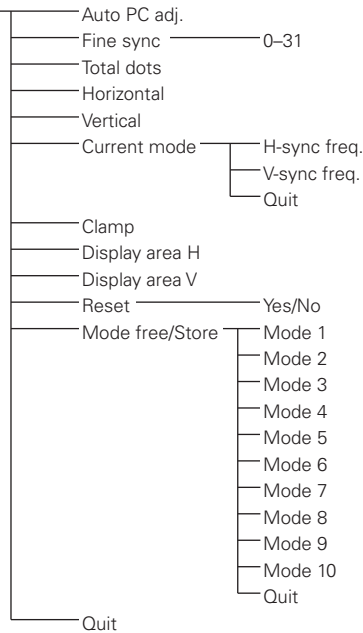 Auto PC adj.
Fine sync 0–31
Total dots
Horizontal
Vertical
Current mode H-sync freq.
V-sync freq.
Quit
Clamp
Display area H
Display area V
Reset Yes/No
Mode free/Store Mode 1
Mode 2
Mode 3
Mode 4
Mode 5
Mode 6
Mode 7
Mode 8
Mode 9
Mode 10
Quit
Quit